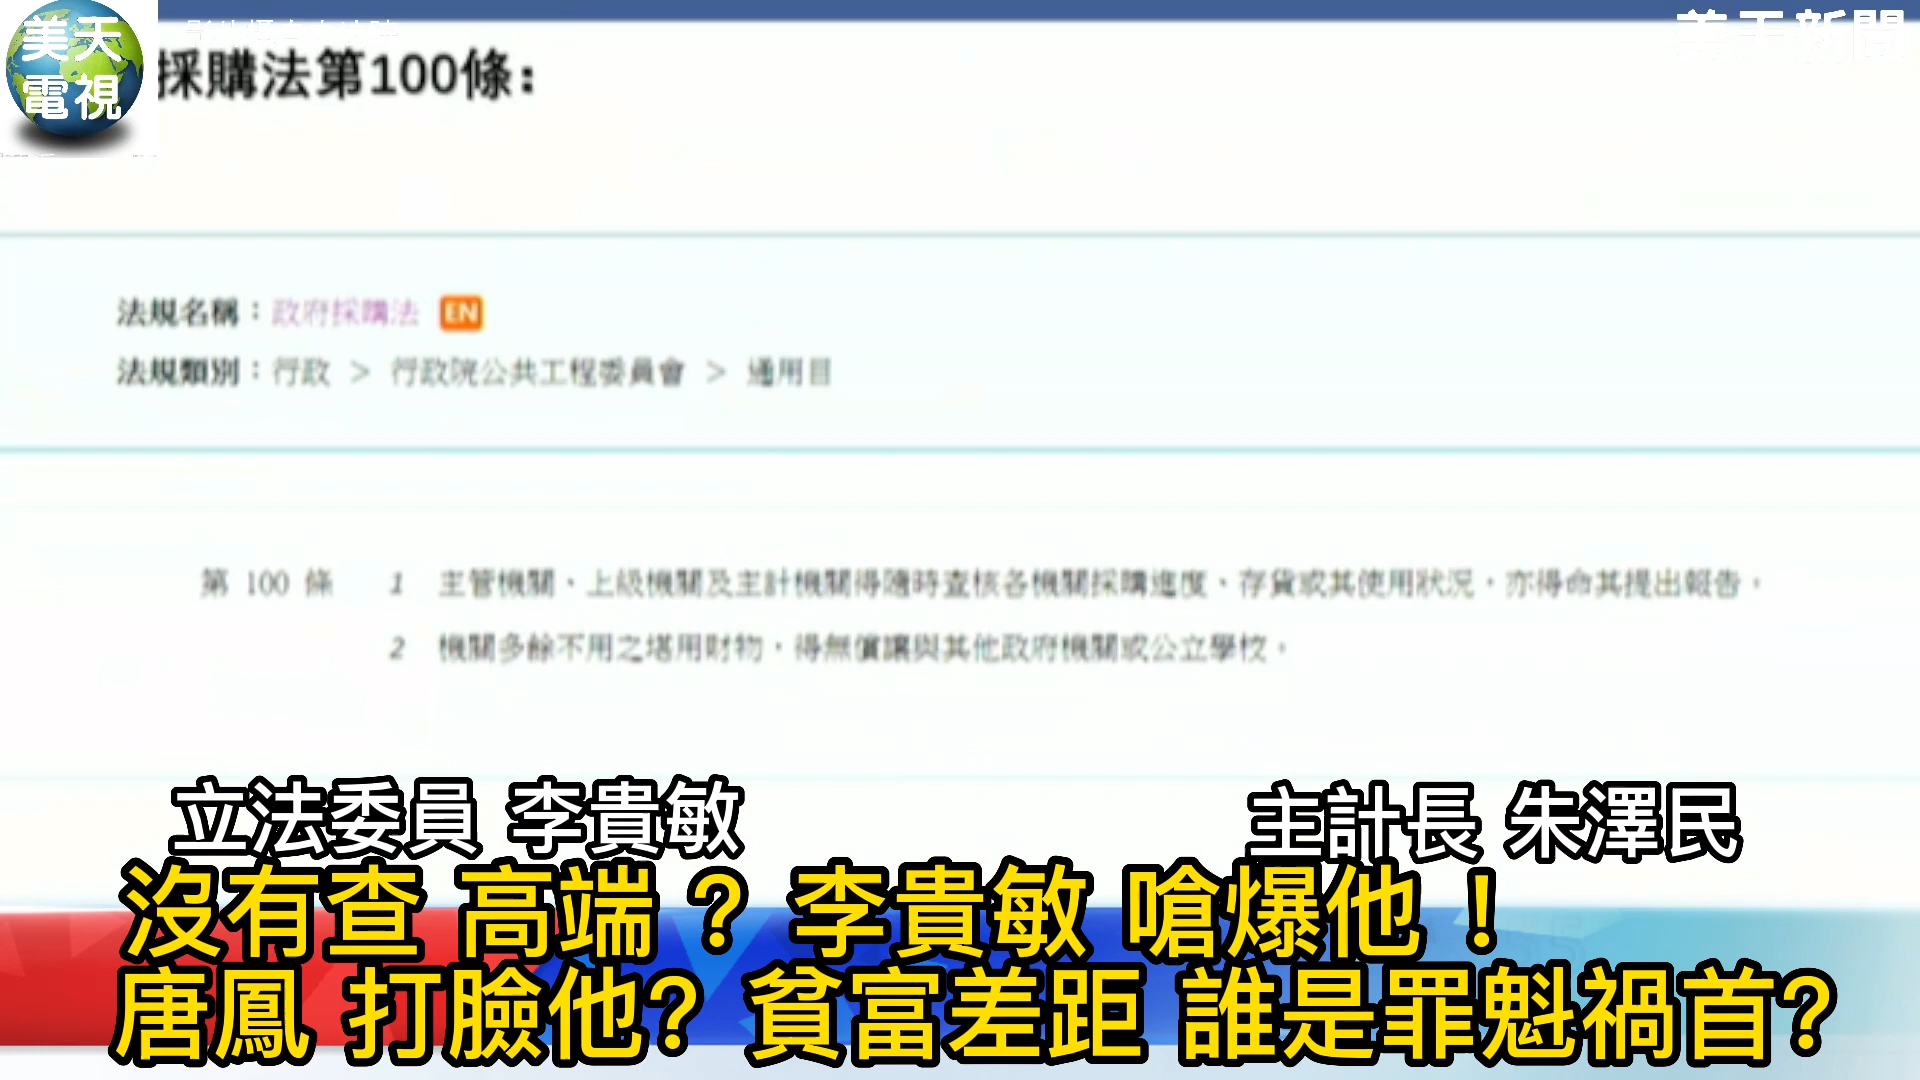 美天
電視
美天新聞
採購法第100條:
法規名稱：政府採購法 EN
法規類別：行政 > 行政院公共工程委員會 > 通用目
第 100 條 1 主管機關、上級機關及主計機關得隨時查核各機關採購進度、存貨或其使用狀況，亦得命其提出報告。
2 機關多餘不用之堪用財物，得無償讓與其他政府機關或公立學校。
立法委員 李貴敏
主計長 朱澤民
沒有查 高端？李貴敏 嗆爆他！
唐鳳 打臉他？貧富差距 誰是罪魁禍首？